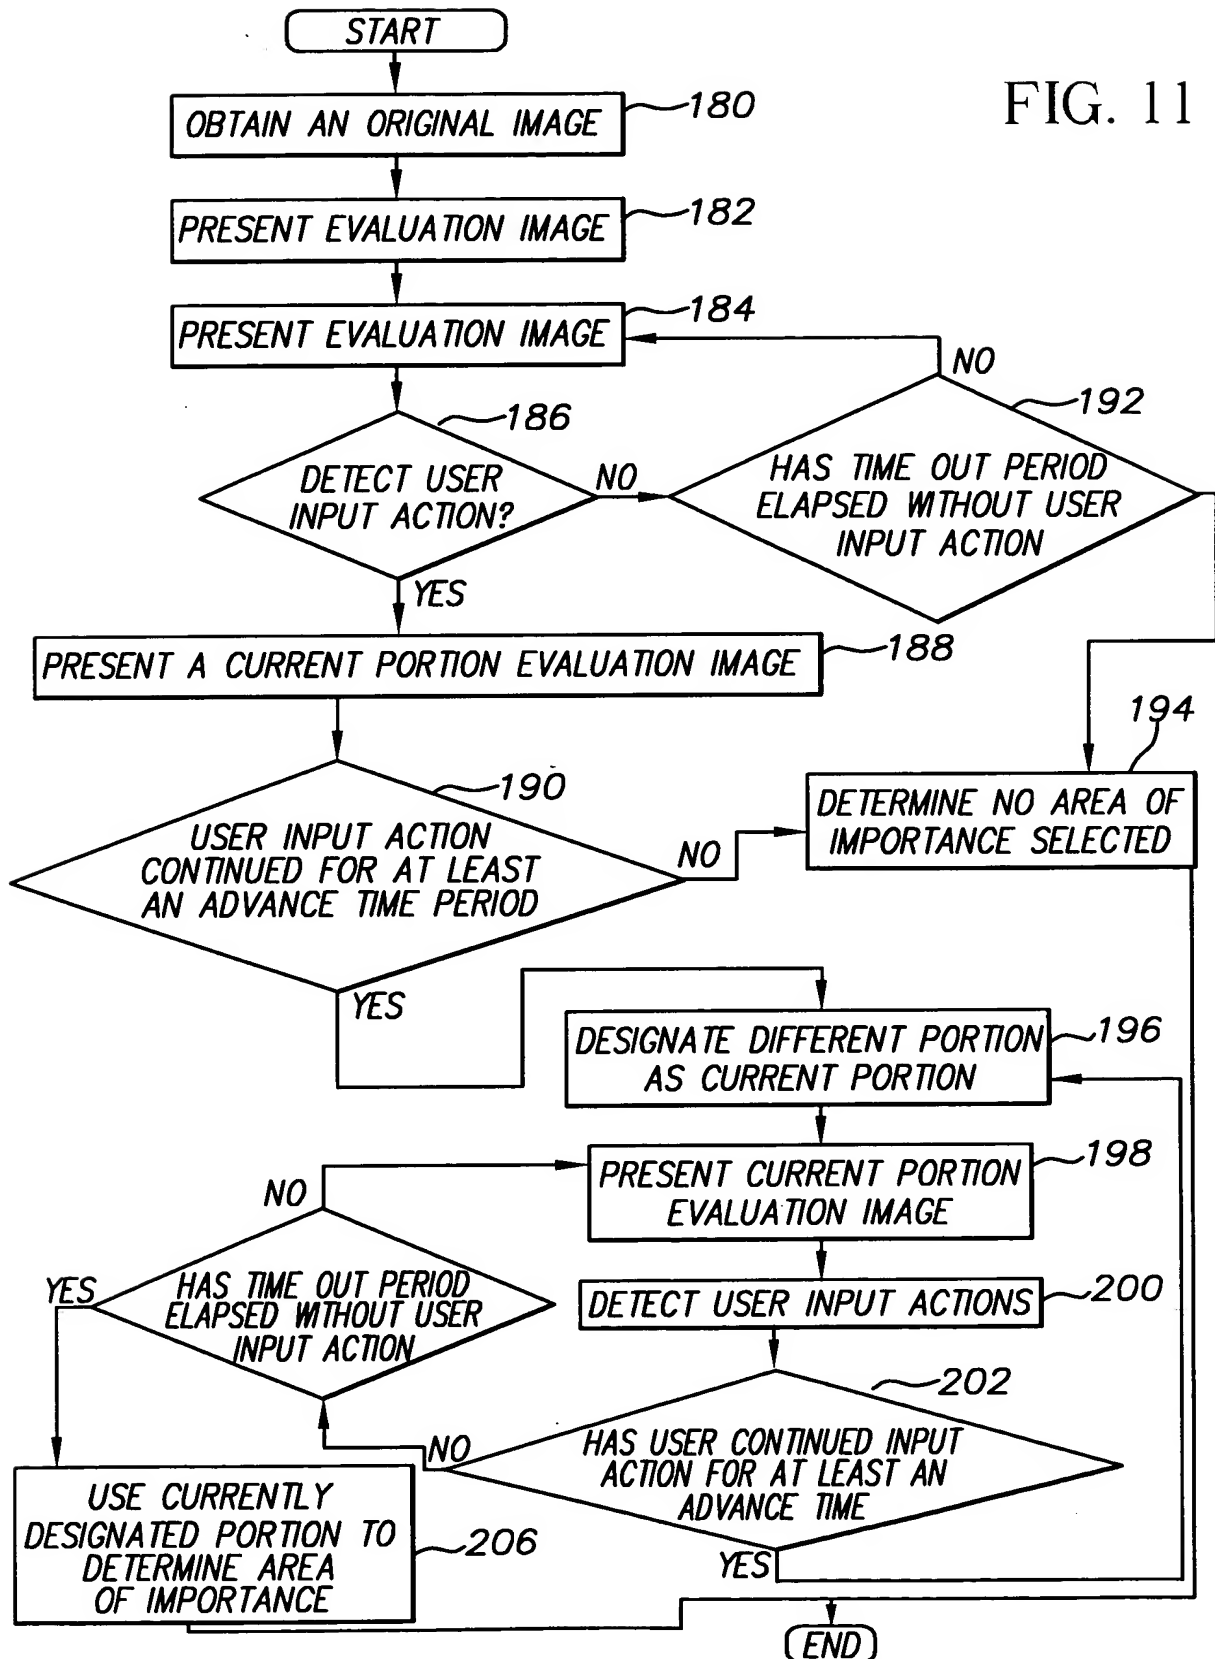 START
FIG. 11
OBTAIN AN ORIGINAL IMAGE
180
PRESENT EVALUATION IMAGE
182
PRESENT EVALUATION IMAGE
184
186
DETECT USER
INPUT ACTION?
NO
YES
NO
192
HAS TIME OUT PERIOD
ELAPSED WITHOUT USER
INPUT ACTION
PRESENT A CURRENT PORTION EVALUATION IMAGE
188
190
USER INPUT ACTION
CONTINUED FOR AT LEAST
AN ADVANCE TIME PERIOD
NO
YES
194
DETERMINE NO AREA OF
IMPORTANCE SELECTED
DESIGNATE DIFFERENT PORTION
AS CURRENT PORTION
196
PRESENT CURRENT PORTION
EVALUATION IMAGE
198
DETECT USER INPUT ACTIONS
200
202
HAS USER CONTINUED INPUT
ACTION FOR AT LEAST AN
ADVANCE TIME
NO
YES
NO
YES
HAS TIME OUT PERIOD
ELAPSED WITHOUT USER
INPUT ACTION
USE CURRENTLY
DESIGNATED PORTION TO
DETERMINE AREA
OF IMPORTANCE
206
END